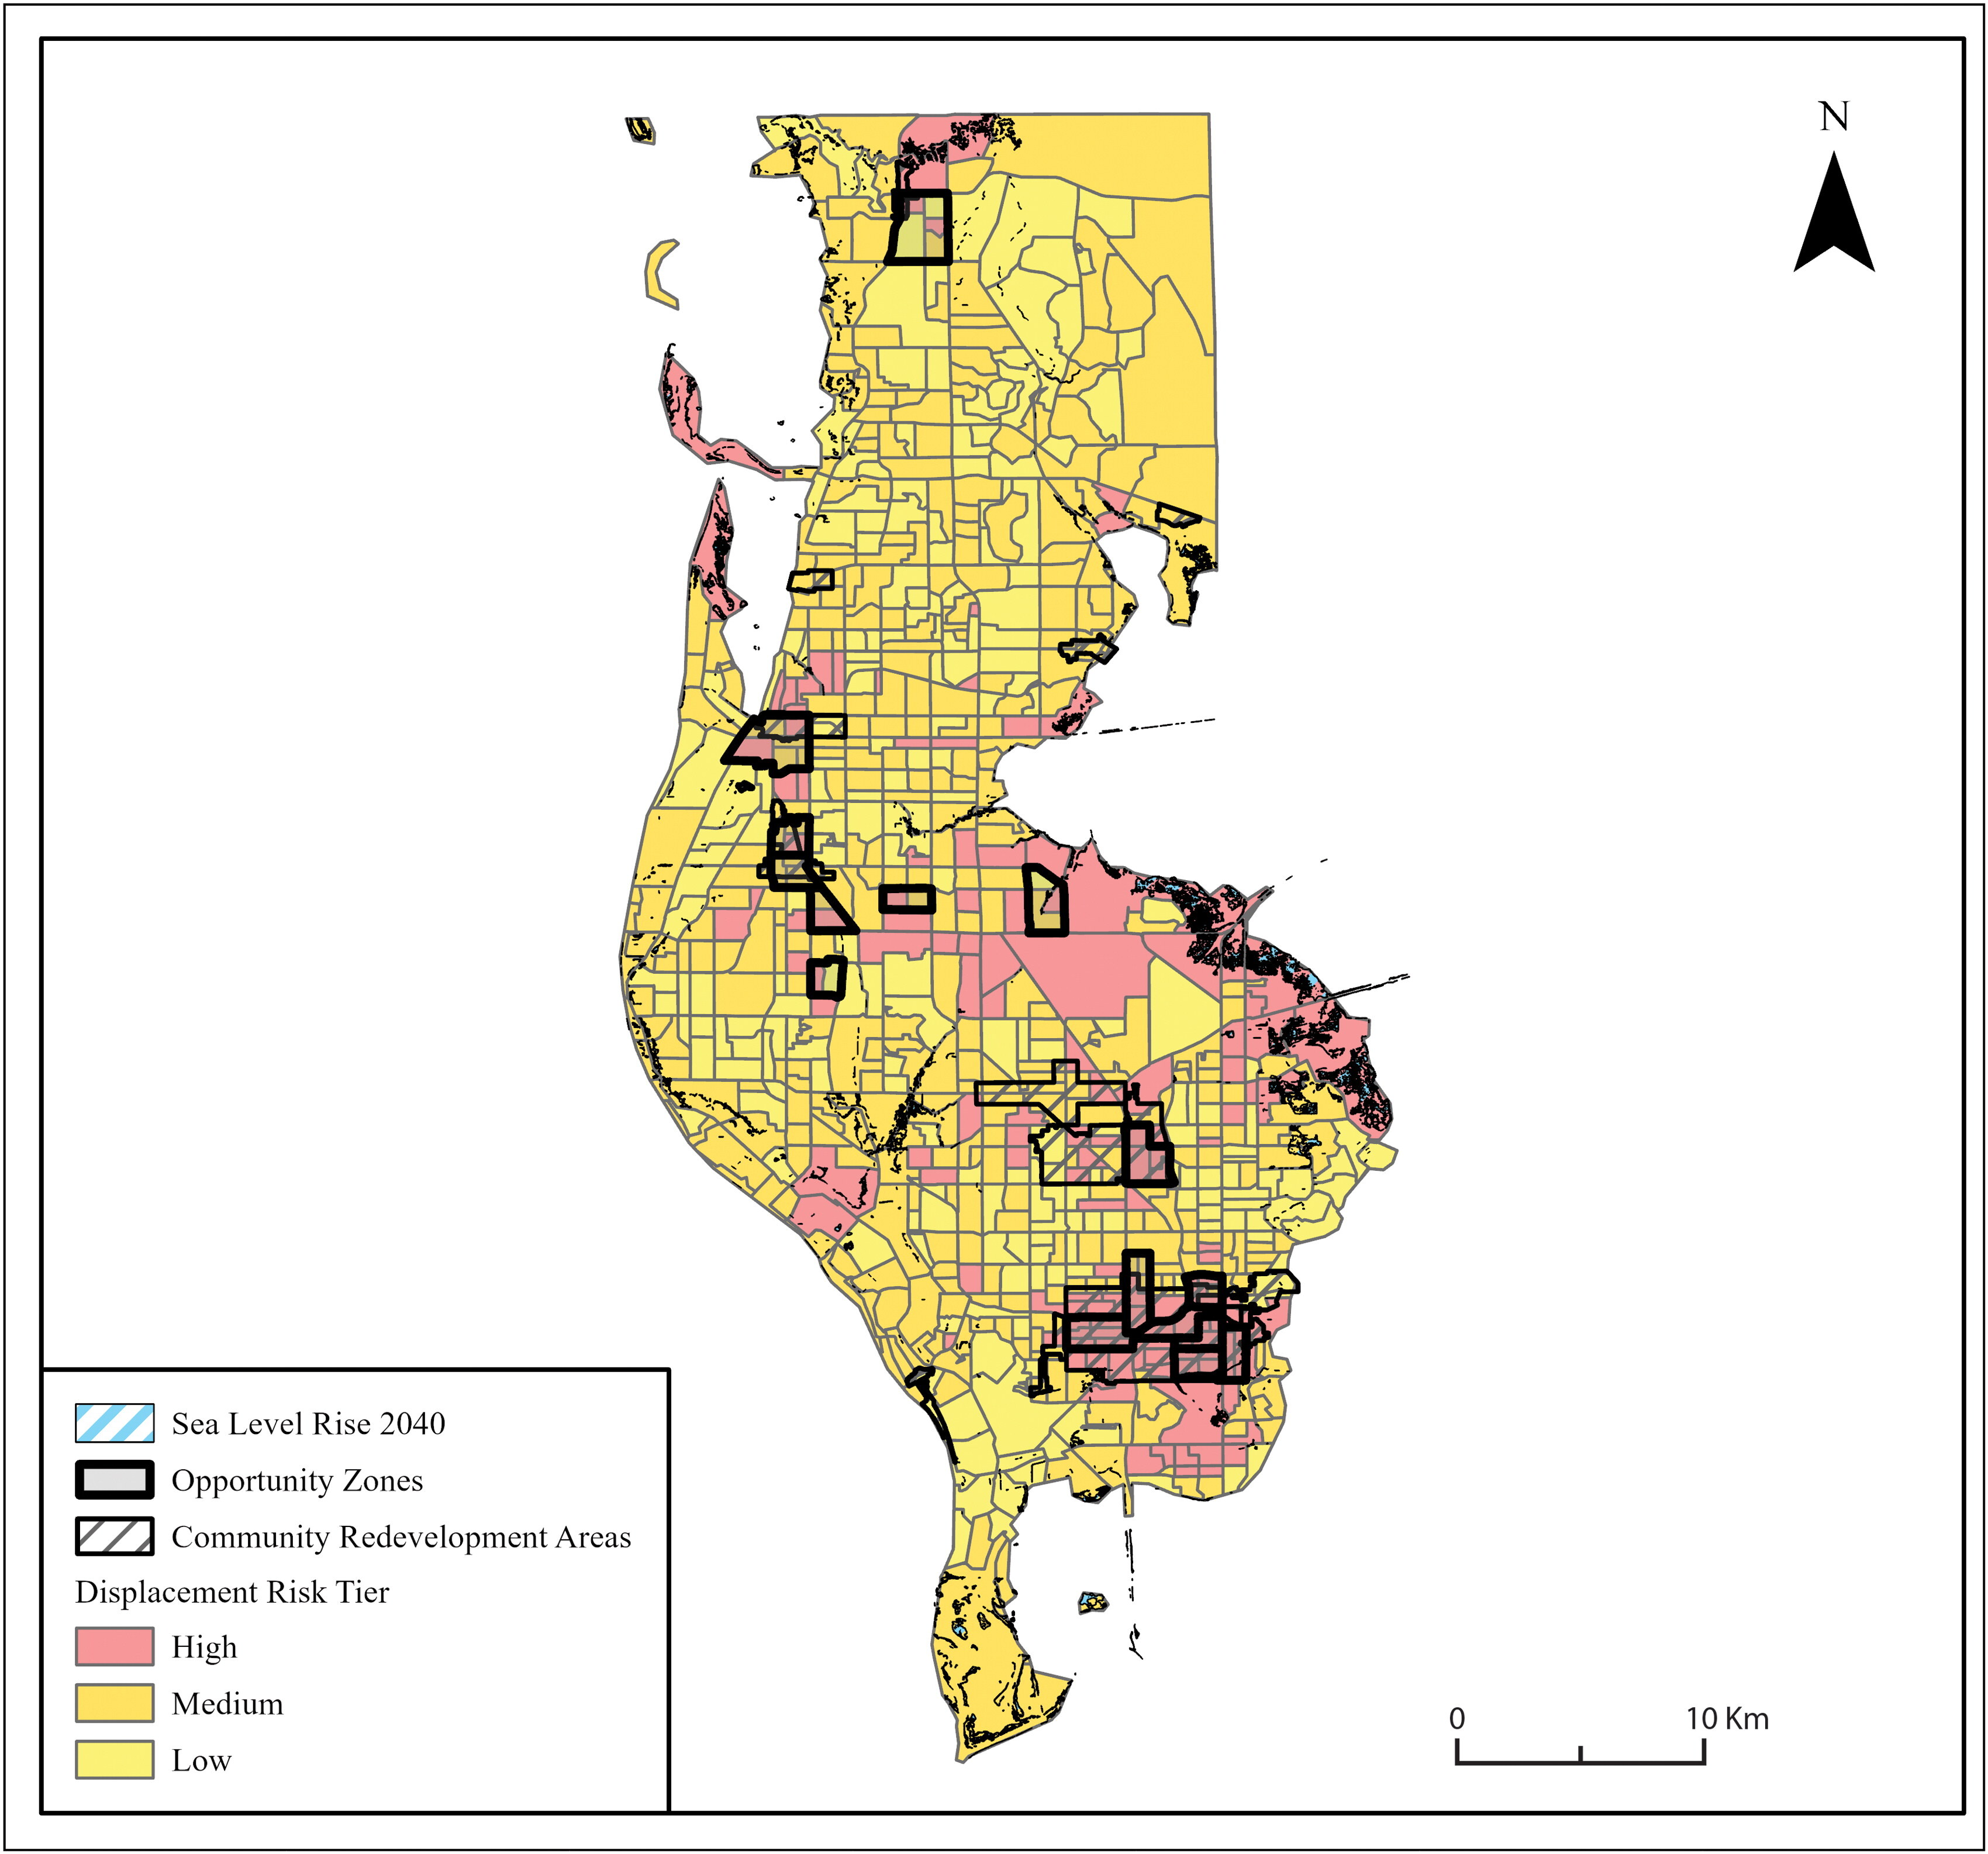 N
Sea Level Rise 2040
Opportunity Zones
Community Redevelopment Areas
Displacement Risk Tier
High
Medium
Low
0 10 Km